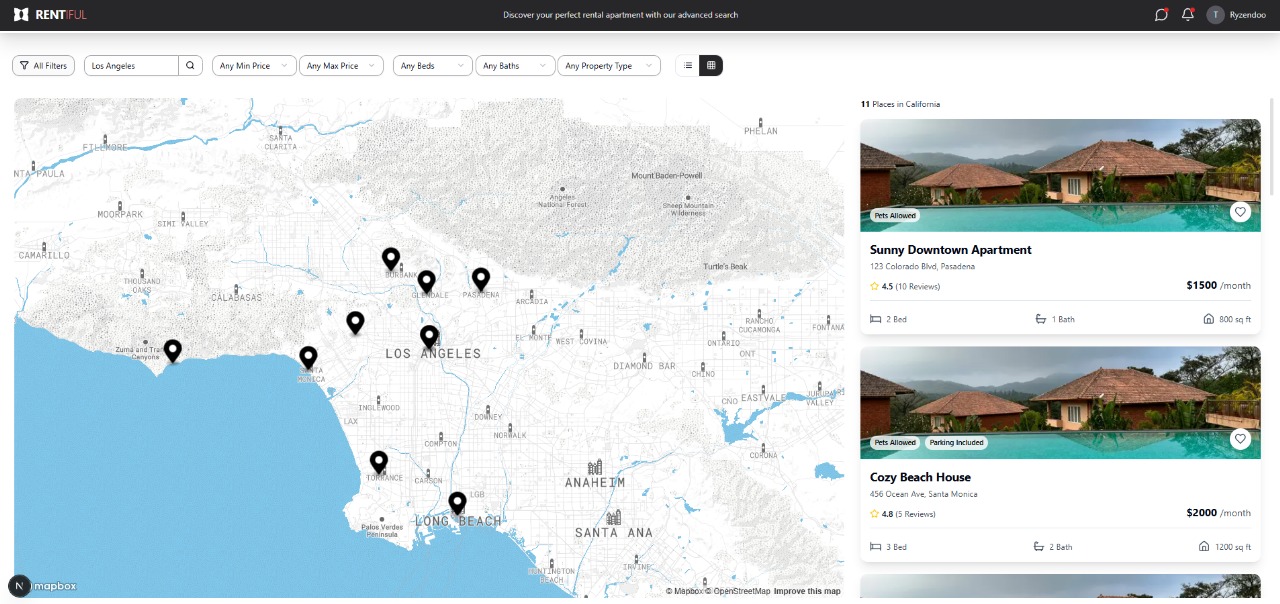 RENTIFUL
Discover your perfect rental apartment with our advanced search
T
Ryzendoo
All Filters
Los Angeles
Any Min Price
Any Max Price
Any Beds
Any Baths
Any Property Type
PHELAN
SANTA
CLARITA
FILLMORE
NTA PAULA
Mount Baden-Powell
Angeles
National Forest
Sheep Mountain
Wilderness
MOORPARK
SIMI VALLEY
CAMARILLO
Turtle's Beak
BURBANK
THOUSAND
OAKS
CALABASAS
GLENDALE
PASADENA
ARCADIA
RANCHO
CUCAMONGA
FONTANA
EL MONTE
WEST COVINA
ONTARIO
ONT
LOS ANGELES
Zuma and
Canyons
SANTA
MONICA
DIAMOND BAR
CHINO
CNO
EASTVALE
JURUPA
VALLEY
INGLEWOOD
LAX
DOWNEY
NORWALK
COMPTON
CORONA
TORRANCE
CARSON
ANAHEIM
LGB
LONG BEACH
Palos Verdes
Peninsula
SANTA ANA
HUNTINGTON
BEACH
IRVINE
N
mapbox
© Mapbox © OpenStreetMap Improve this map
11 Places in California
Pets Allowed
Sunny Downtown Apartment
123 Colorado Blvd, Pasadena
4.5 (10 Reviews)
$1500 /month
2 Bed
1 Bath
800 sq ft
Pets Allowed
Parking Included
Cozy Beach House
456 Ocean Ave, Santa Monica
4.8 (5 Reviews)
$2000 /month
3 Bed
2 Bath
1200 sq ft